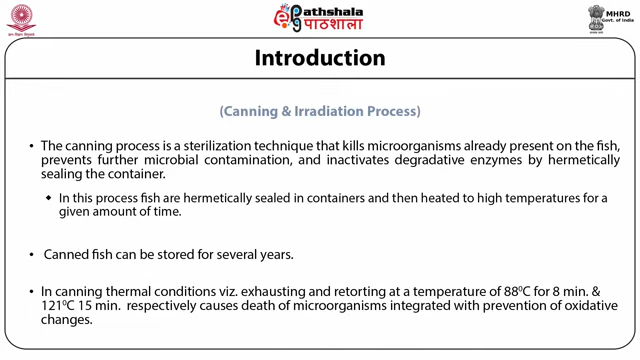 ePathshala
पाठशाला
MHRD
Govt. of India
Introduction
(Canning & Irradiation Process)
• The canning process is a sterilization technique that kills microorganisms already present on the fish,
prevents further microbial contamination, and inactivates degradative enzymes by hermetically
sealing the container.
◆ In this process fish are hermetically sealed in containers and then heated to high temperatures for a
given amount of time.
• Canned fish can be stored for several years.
• In canning thermal conditions viz. exhausting and retorting at a temperature of 88⁰C for 8 min. &
121⁰C 15 min. respectively causes death of microorganisms integrated with prevention of oxidative
changes.